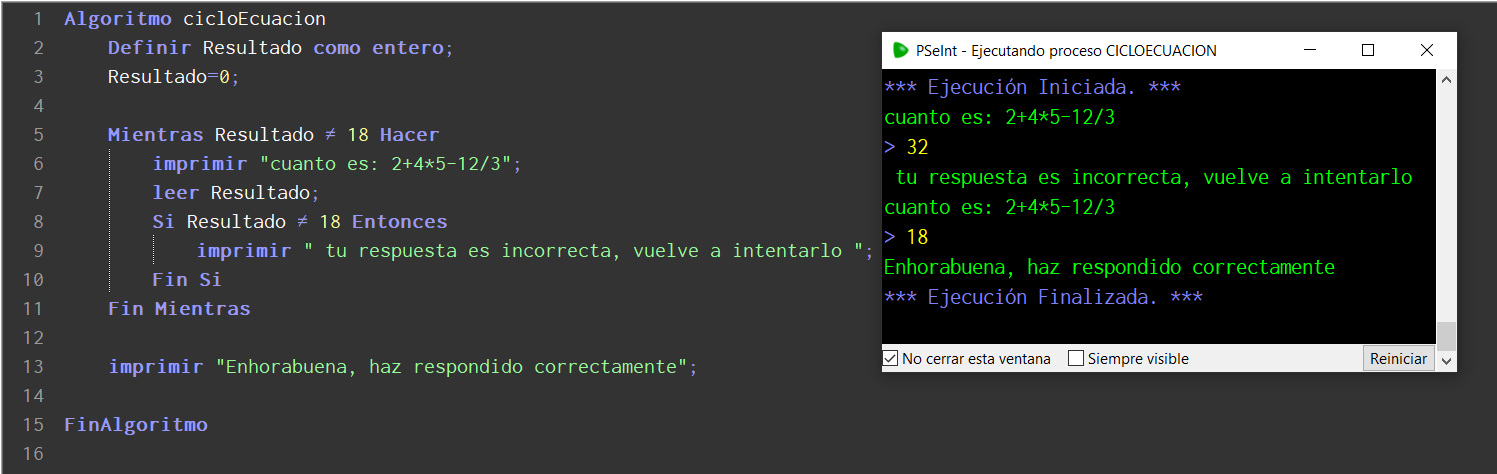 1 Algoritmo cicloEcuacion
2 Definir Resultado como entero;
3 Resultado=0;
4
5 Mientras Resultado ≠ 18 Hacer
6 imprimir "cuanto es: 2+4*5-12/3";
7 leer Resultado;
8 Si Resultado ≠ 18 Entonces
9 imprimir " tu respuesta es incorrecta, vuelve a intentarlo ";
10 Fin Si
11 Fin Mientras
12
13 imprimir "Enhorabuena, haz respondido correctamente";
14
15 FinAlgoritmo
16
PSeInt - Ejecutando proceso CICLOECUACION
*** Ejecución Iniciada. ***
cuanto es: 2+4*5-12/3
> 32
 tu respuesta es incorrecta, vuelve a intentarlo
cuanto es: 2+4*5-12/3
> 18
Enhorabuena, haz respondido correctamente
*** Ejecución Finalizada. ***
No cerrar esta ventana Siempre visible Reiniciar